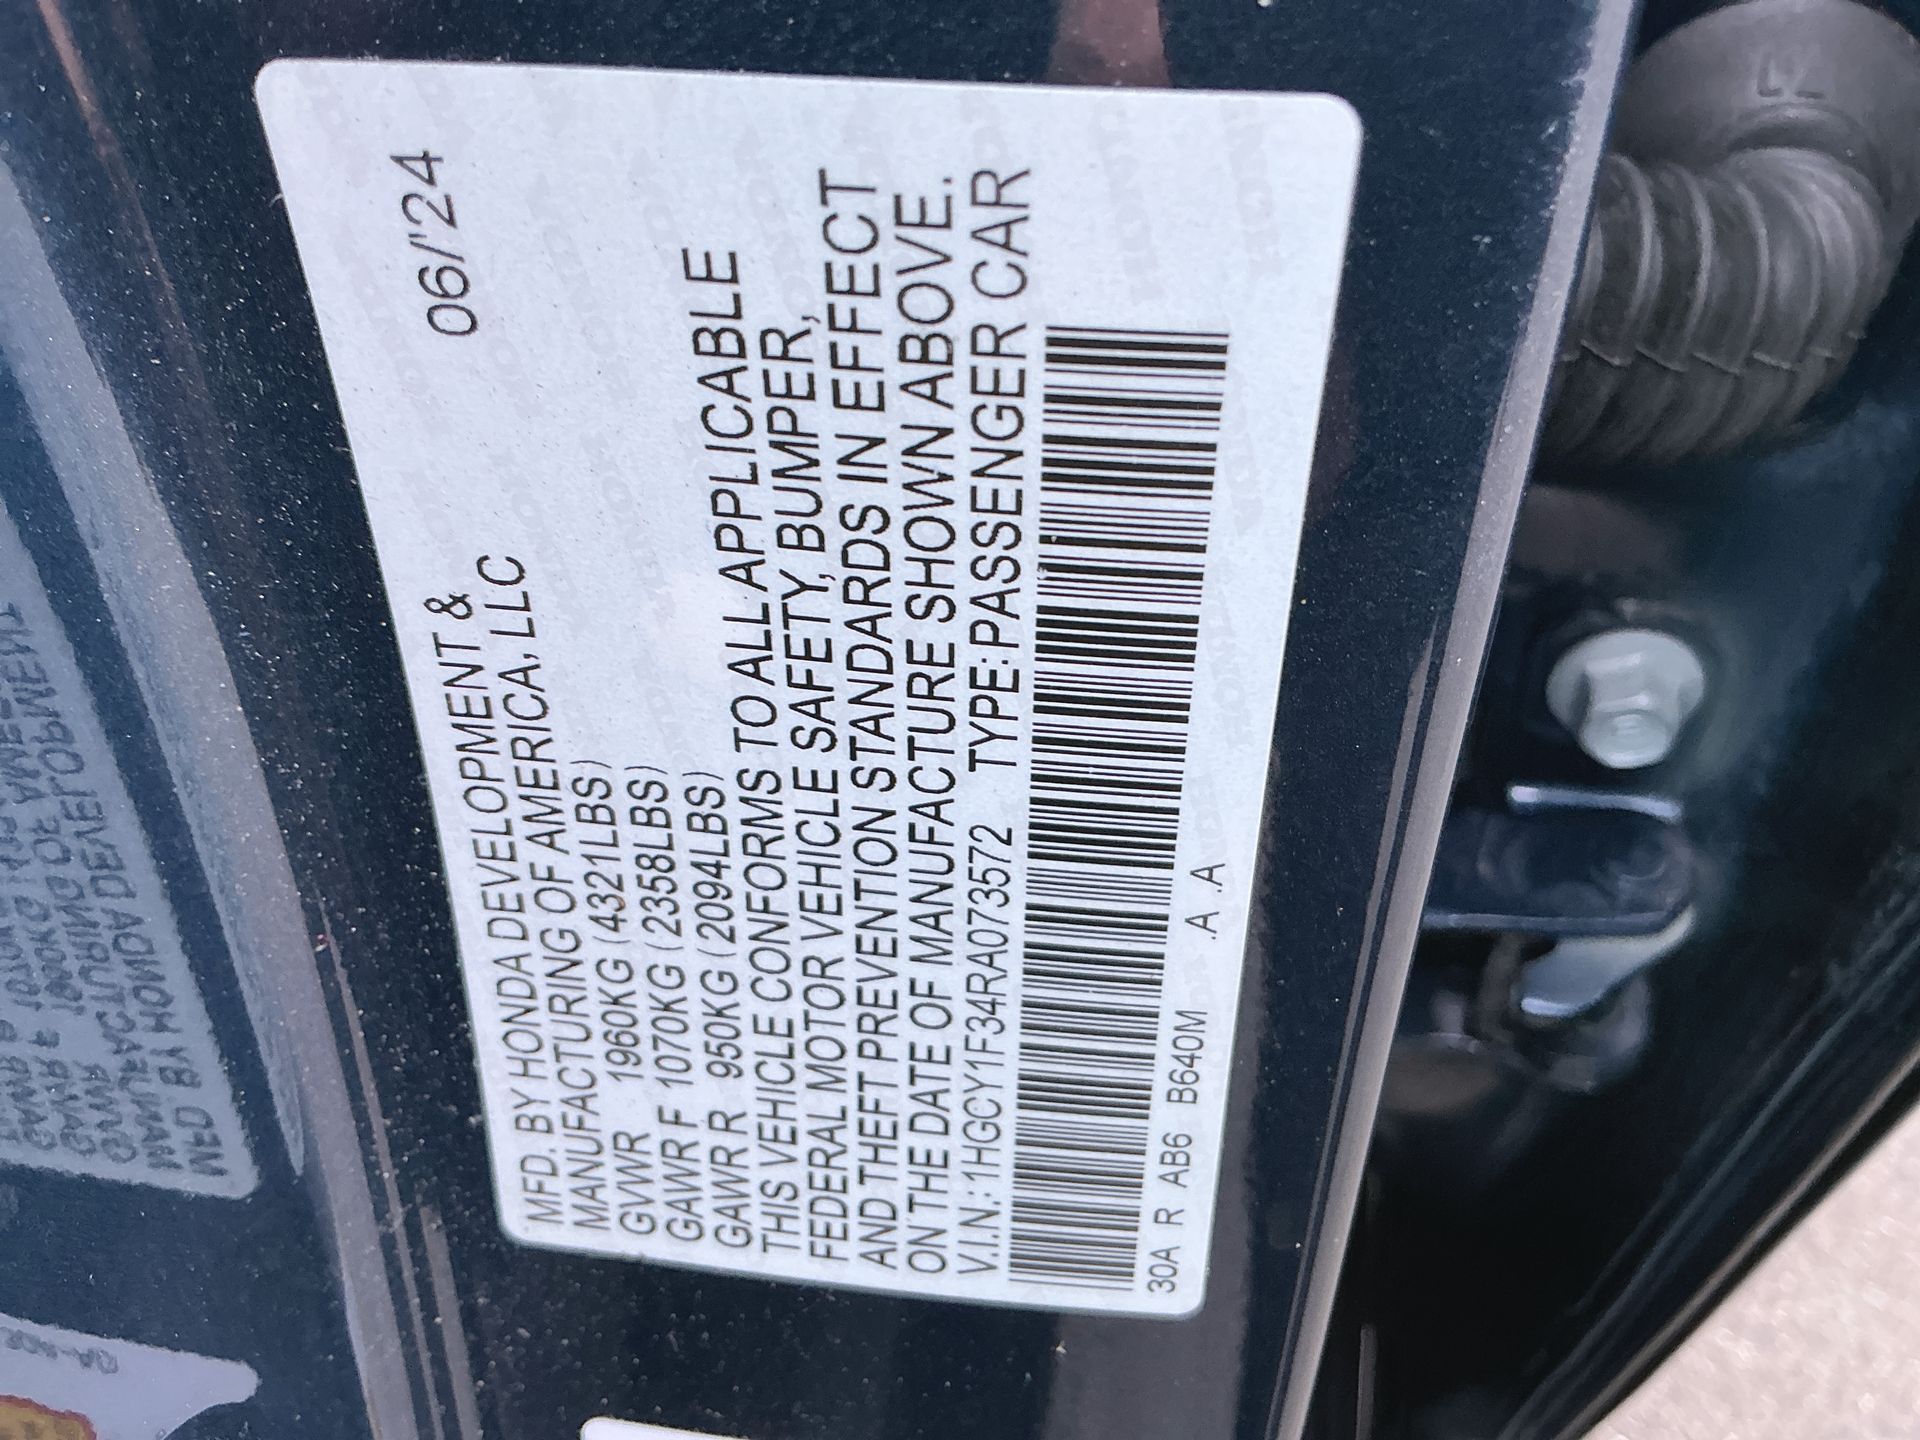 06/'24
MFD. BY HONDA DEVELOPMENT &
MANUFACTURING OF AMERICA, LLC
GVWR 1960KG (4321LBS)
GAWR F 1070KG (2358LBS)
GAWR R 950KG (2094LBS)
THIS VEHICLE CONFORMS TO ALL APPLICABLE
FEDERAL MOTOR VEHICLE SAFETY, BUMPER,
AND THEFT PREVENTION STANDARDS IN EFFECT
ON THE DATE OF MANUFACTURE SHOWN ABOVE.
V.I.N.:1HGCY1F34RA073572 TYPE:PASSENGER CAR
30A R AB6 B640M .A .A